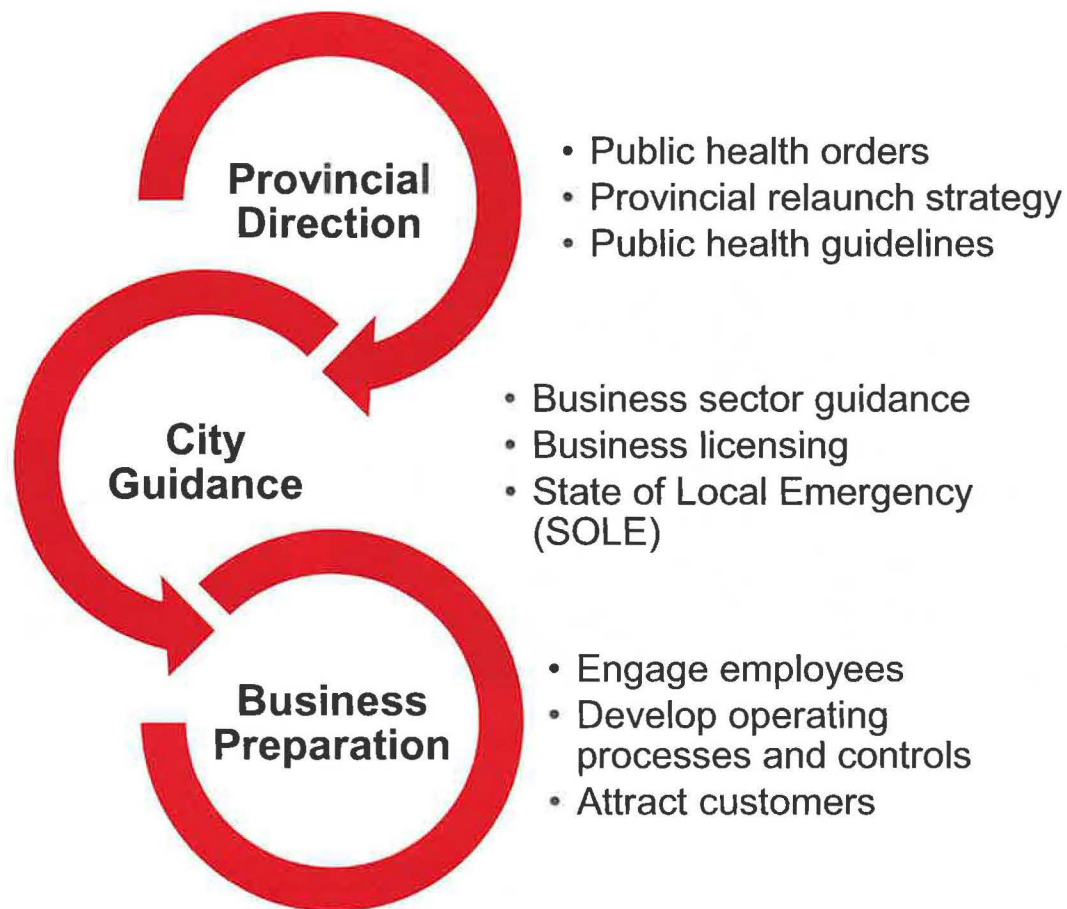 Provincial
Direction
• Public health orders
• Provincial relaunch strategy
• Public health guidelines
City
Guidance
• Business sector guidance
• Business licensing
• State of Local Emergency
(SOLE)
Business
Preparation
• Engage employees
• Develop operating
processes and controls
• Attract customers